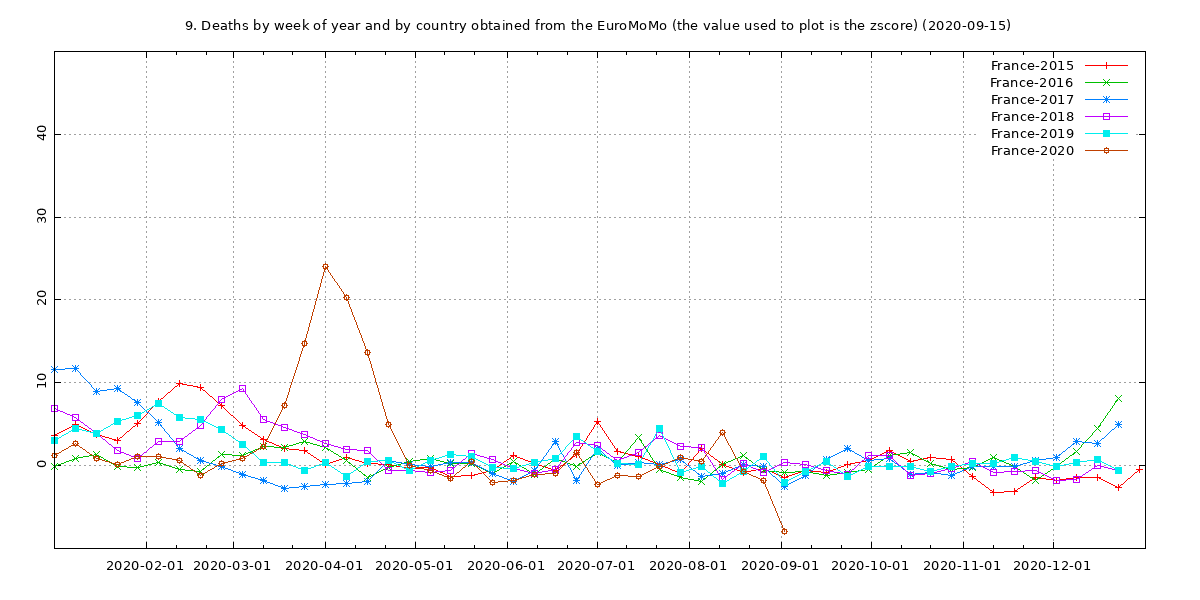 9. Deaths by week of year and by country obtained from the EuroMoMo (the value used to plot is the zscore) (2020-09-15)
France-2015
France-2016
France-2017
France-2018
France-2019
France-2020
40
30
20
10
0
2020-02-01 2020-03-01 2020-04-01 2020-05-01 2020-06-01 2020-07-01 2020-08-01 2020-09-01 2020-10-01 2020-11-01 2020-12-01